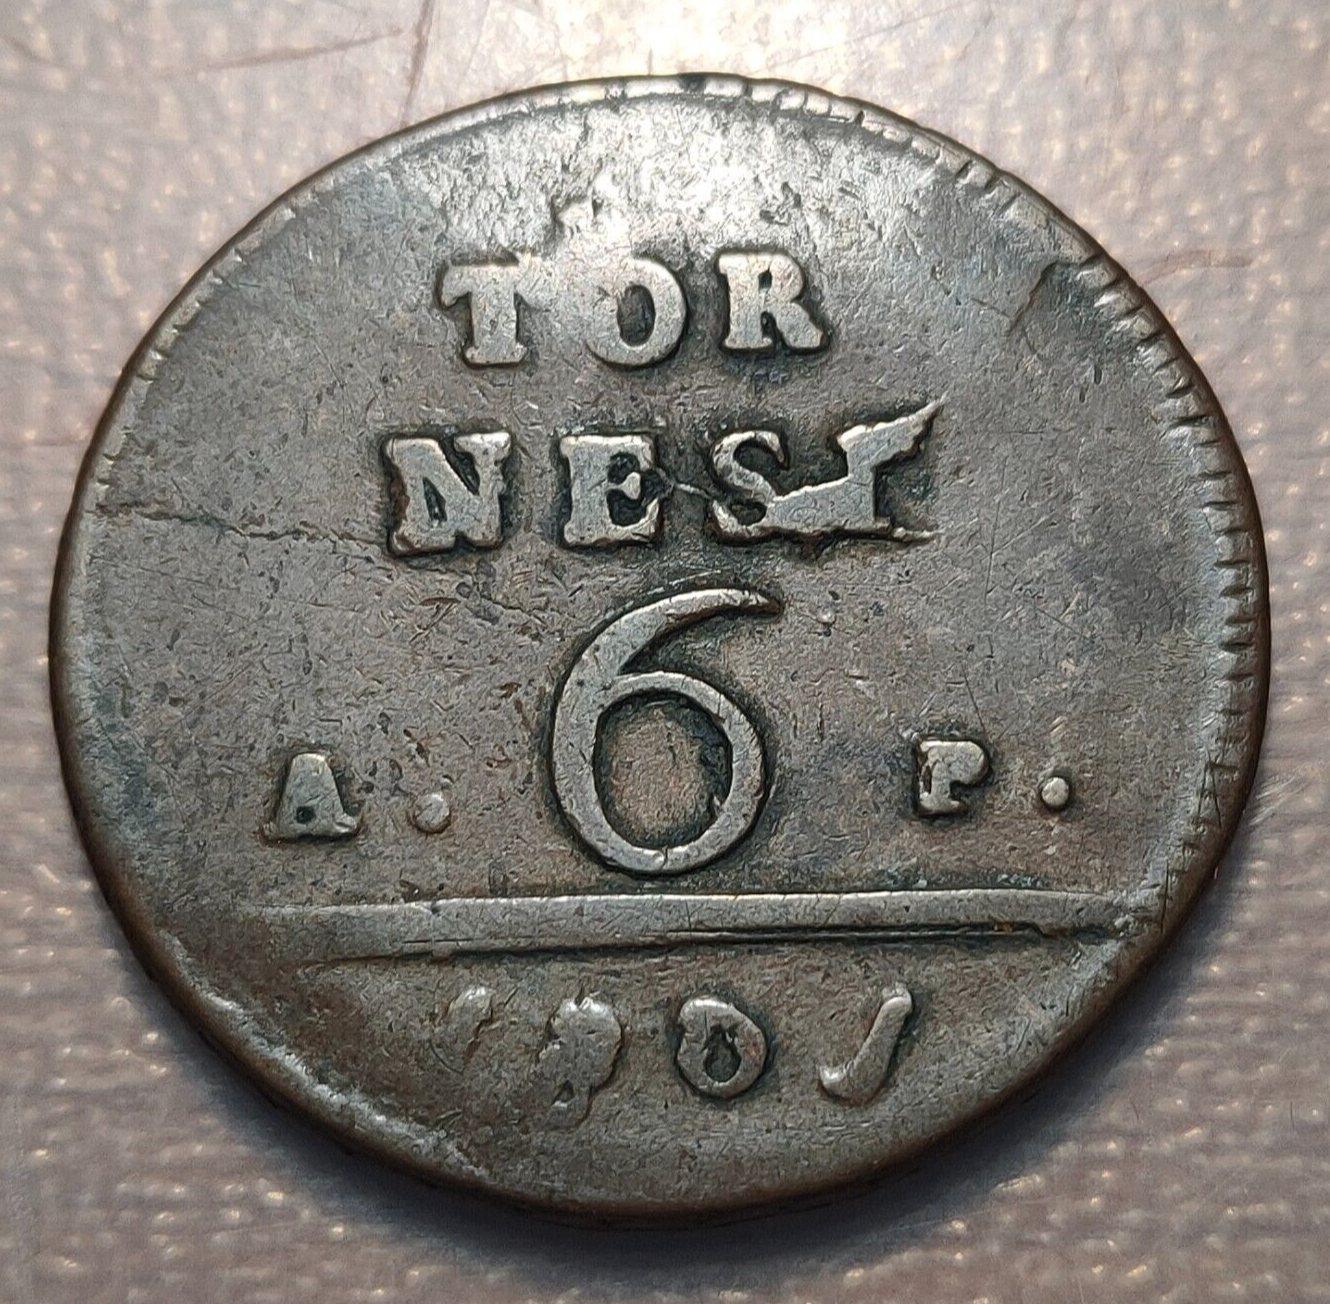 TOR
NESI
A. 6 P.
1801